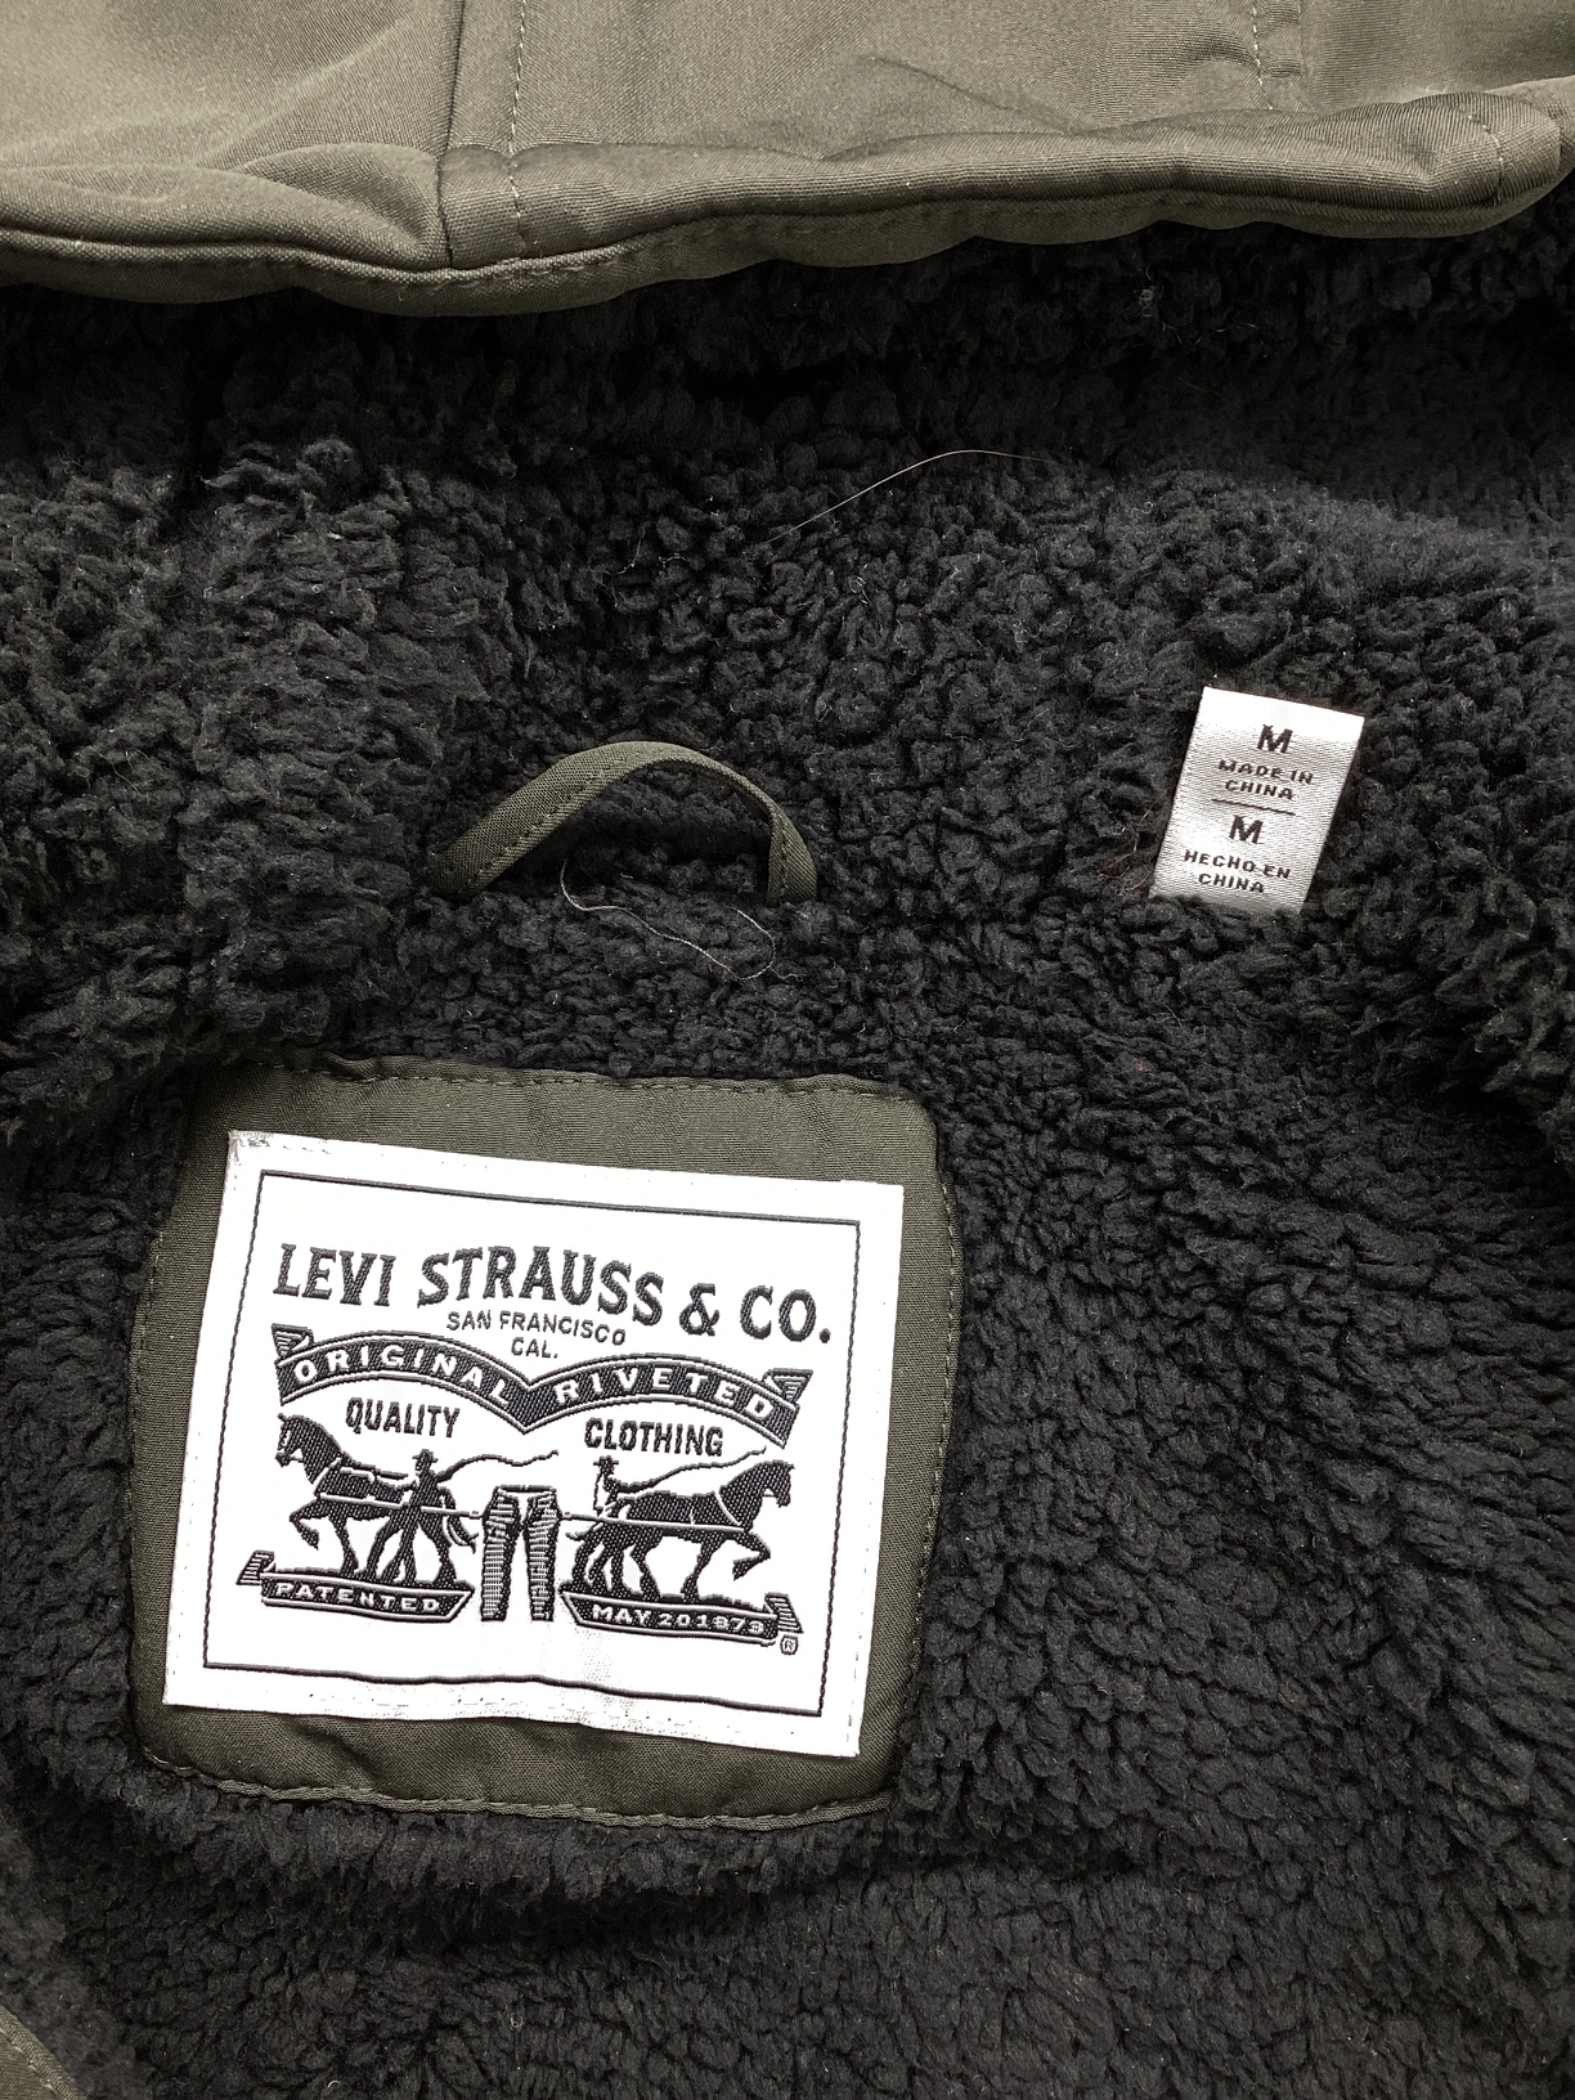 M
MADE IN
CHINA
M
HECHO EN
CHINA
LEVI STRAUSS & CO.
SAN FRANCISCO
CAL.
ORIGINAL RIVETED
QUALITY CLOTHING
PATENTED MAY 20 1873
®